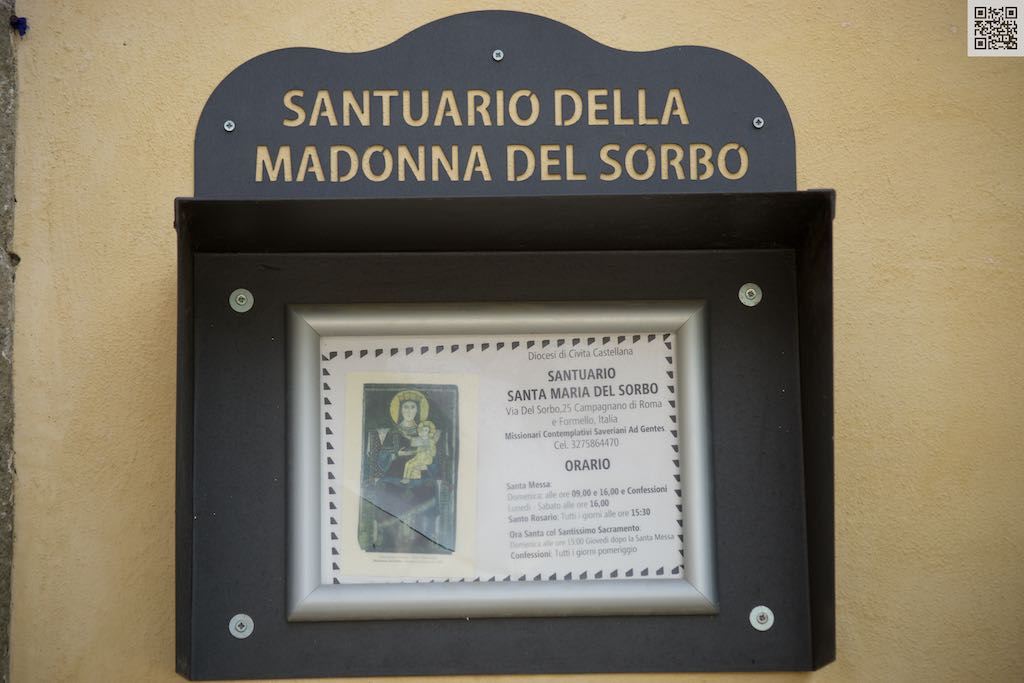 SANTUARIO DELLA
MADONNA DEL SORBO
Diocesi di Civita Castellana
SANTUARIO
SANTA MARIA DEL SORBO
Via Del Sorbo,25 Campagnano di Roma
e Formello, Italia
Missionari Contemplativi Saveriani Ad Gentes
Cel. 3275864470
ORARIO
Santa Messa:
Domenica: alle ore 09,00 e 16,00 e Confessioni
Lunedì - Sabato alle ore 16,00
Santo Rosario: Tutti i giorni alle ore 15:30
Ora Santa col Santissimo Sacramento:
Domenica alle ore 15:00 Giovedì dopo la Santa Messa
Confessioni: Tutti i giorni pomeriggio